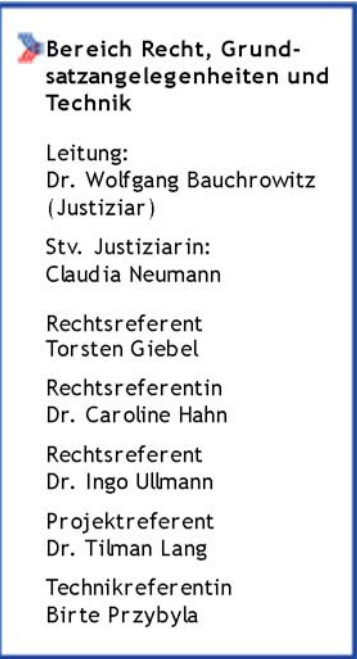 Bereich Recht, Grund-
satzangelegenheiten und
Technik
Leitung:
Dr. Wolfgang Bauchrowitz
(Justiziar)
Stv. Justiziarin:
Claudia Neumann
Rechtsreferent
Torsten Giebel
Rechtsreferentin
Dr. Caroline Hahn
Rechtsreferent
Dr. Ingo Ullmann
Projektreferent
Dr. Tilman Lang
Technikreferentin
Birte Przybyla